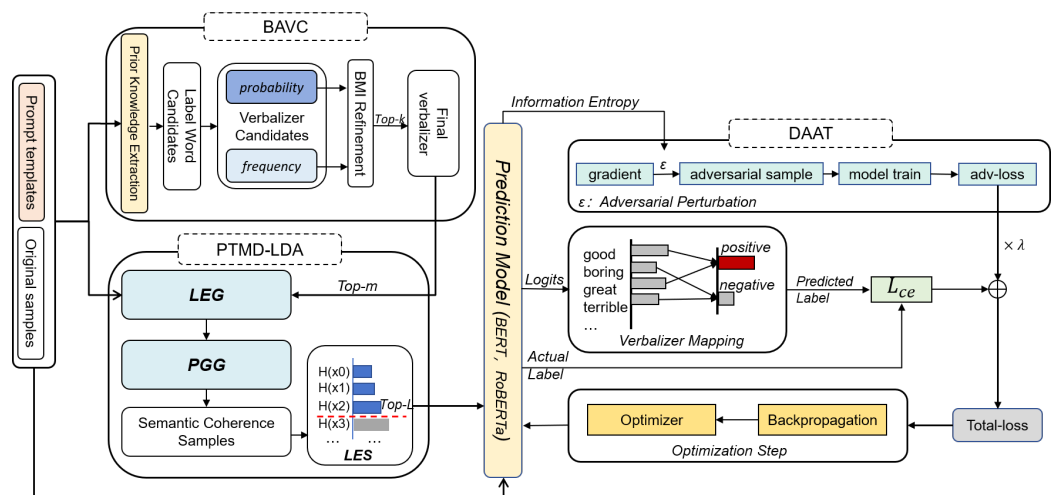 Prompt templates
Original samples
BAVC
Prior Knowledge Extraction
Label Word
Candidates
probability
Verbalizer
Candidates
frequency
BMI Refinement
Top-k
Final
verbalizer
PTMD-LDA
LEG
Top-m
PGG
Semantic Coherence
Samples
H(x0)
H(x1)
H(x2)
Top-L
H(x3)
... ...
LES
Prediction Model (BERT, RoBERTa)
Information Entropy
DAAT
gradient
ε
adversarial sample
model train
adv-loss
ε: Adversarial Perturbation
× λ
Logits
good
boring
great
terrible
...
positive
negative
Verbalizer Mapping
Predicted
Label
Lce
Actual
Label
Optimizer
Backpropagation
Optimization Step
Total-loss